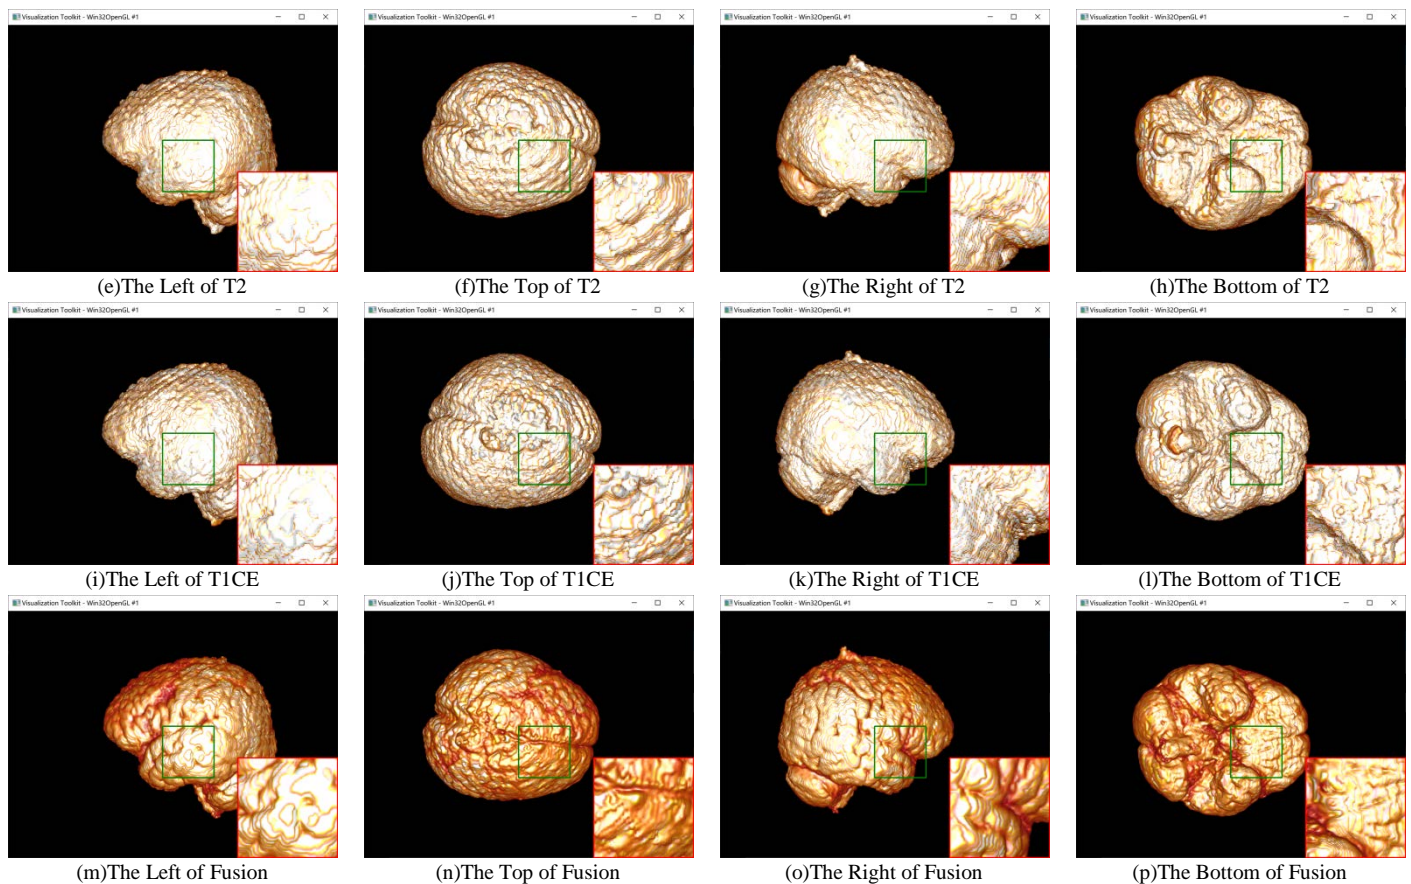 Visualization Toolkit - Win32OpenGL #1
Visualization Toolkit - Win32OpenGL #1
Visualization Toolkit - Win32OpenGL #1
Visualization Toolkit - Win32OpenGL #1
(e)The Left of T2
(f)The Top of T2
(g)The Right of T2
(h)The Bottom of T2
Visualization Toolkit - Win32OpenGL #1
Visualization Toolkit - Win32OpenGL #1
Visualization Toolkit - Win32OpenGL #1
Visualization Toolkit - Win32OpenGL #1
(i)The Left of T1CE
(j)The Top of T1CE
(k)The Right of T1CE
(l)The Bottom of T1CE
Visualization Toolkit - Win32OpenGL #1
Visualization Toolkit - Win32OpenGL #1
Visualization Toolkit - Win32OpenGL #1
Visualization Toolkit - Win32OpenGL #1
(m)The Left of Fusion
(n)The Top of Fusion
(o)The Right of Fusion
(p)The Bottom of Fusion